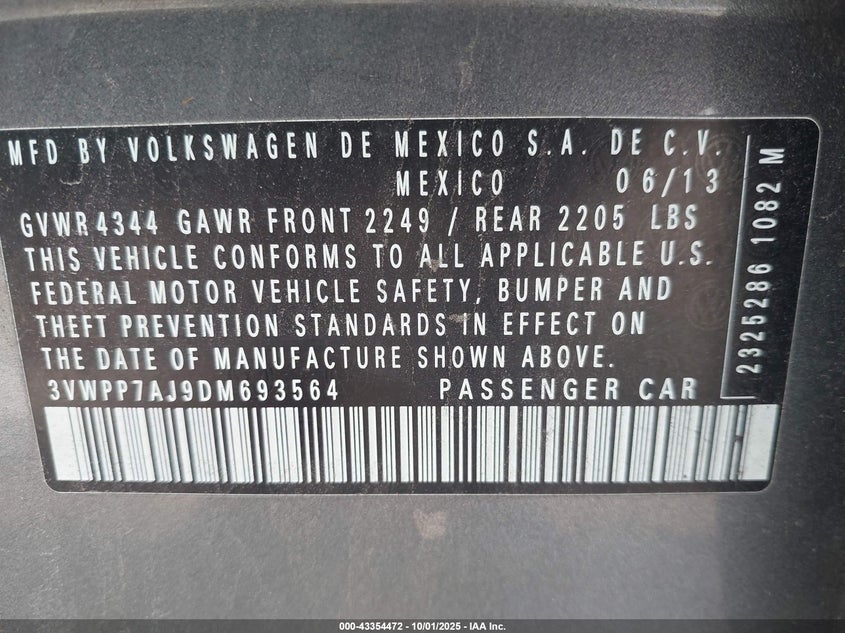 MFD BY VOLKSWAGEN DE MEXICO S.A. DE C.V.
MEXICO 06/13
GVWR 4344 GAWR FRONT 2249 / REAR 2205 LBS
THIS VEHICLE CONFORMS TO ALL APPLICABLE U.S.
FEDERAL MOTOR VEHICLE SAFETY, BUMPER AND
THEFT PREVENTION STANDARDS IN EFFECT ON
THE DATE OF MANUFACTURE SHOWN ABOVE.
3VWPP7AJ9DM693564 PASSENGER CAR
2325286 1082 M
000-43354472 - 10/01/2025 - IAA Inc.